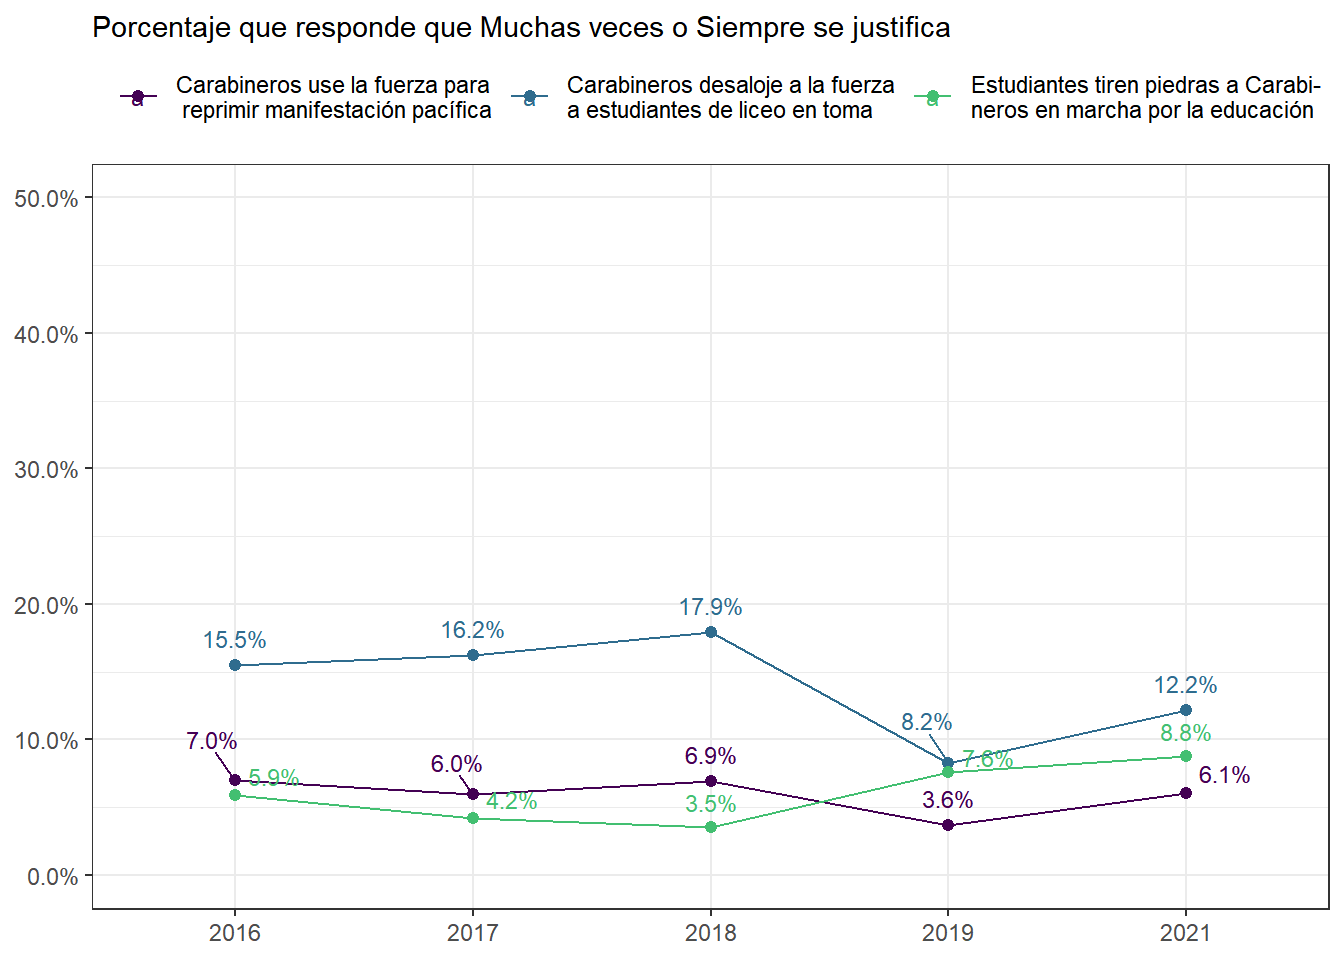 Porcentaje que responde que Muchas veces o Siempre se justifica
Carabineros use la fuerza para
reprimir manifestación pacífica
Carabineros desaloje a la fuerza
a estudiantes de liceo en toma
Estudiantes tiren piedras a Carabi-
neros en marcha por la educación
a
a
a
50.0%
40.0%
30.0%
20.0%
10.0%
0.0%
15.5%
16.2%
17.9%
8.2%
12.2%
7.0%
6.0%
6.9%
3.6%
6.1%
5.9%
4.2%
3.5%
7.6%
8.8%
2016
2017
2018
2019
2021